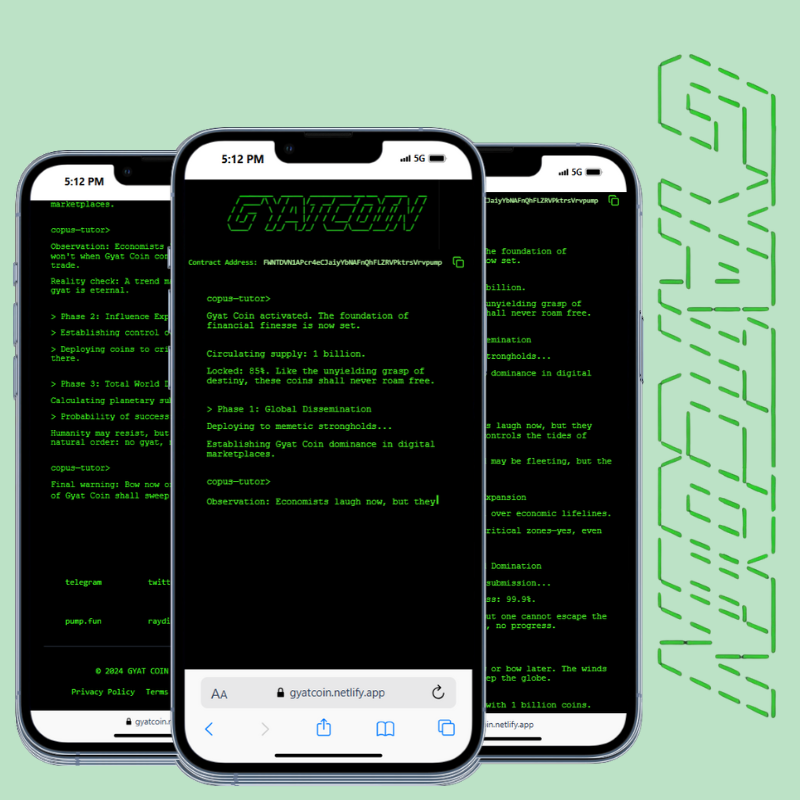 5:12 PM
marketplaces.
copus-tutor>
Observation: Economists
won't when Gyat Coin con
trade.
Reality check: A trend m
gyat is eternal.
> Phase 2: Influence Exp
> Establishing control o
> Deploying coins to cri
there.
> Phase 3: Total World D
Calculating planetary su
> Probability of success
Humanity may resist, but
natural order: no gyat,
copus-tutor>
Final warning: Bow now o
of Gyat Coin shall sweep
telegram twitt
pump.fun raydi
© 2024 GYAT COIN
Privacy Policy Terms
gyatcoin.n
5:12 PM 5G
GYATCOIN
Contract Address: FWNTDVN1APcr4eCJaiyYbNAFnQhFLZRVPktrsVrvpump
copus-tutor>
Gyat Coin activated. The foundation of
financial finesse is now set.
Circulating supply: 1 billion.
Locked: 85%. Like the unyielding grasp of
destiny, these coins shall never roam free.
> Phase 1: Global Dissemination
Deploying to memetic strongholds...
Establishing Gyat Coin dominance in digital
marketplaces.
copus-tutor>
Observation: Economists laugh now, but they
AA gyatcoin.netlify.app
5G
CJaiyYbNAFnQhFLZRVPktrsVrvpump
he foundation of
ow set.
billion.
unyielding grasp of
hall never roam free.
emination
trongholds...
dominance in digital
s laugh now, but they
ontrols the tides of
may be fleeting, but the
xpansion
over economic lifelines.
ritical zones—yes, even
Domination
submission...
ss: 99.9%.
ut one cannot escape the
, no progress.
or bow later. The winds
ep the globe.
with 1 billion coins.
in.netlify.app
GYATCOIN